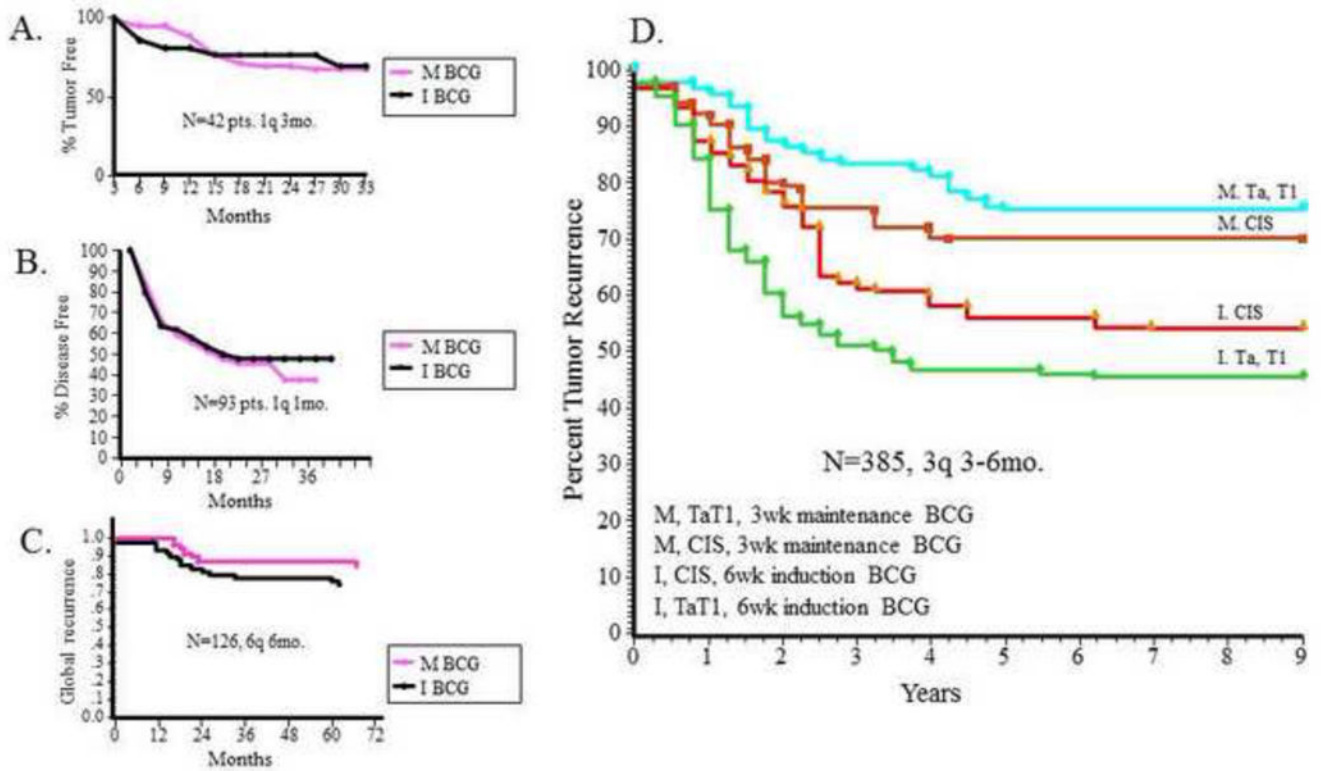 A.
100
50
0
% Tumor Free
N=42 pts. 1q 3mo.
3 6 9 12 15 18 21 24 27 30 33
Months
M BCG
I BCG
B.
100
90
80
70
60
50
40
30
20
10
0
% Disease Free
N=93 pts. 1q 1mo.
0 9 18 27 36
Months
M BCG
I BCG
C.
1.0
.9
.8
.7
.6
.5
.4
.3
.2
.1
0.0
Global recurrence
N=126, 6q 6mo.
0 12 24 36 48 60 72
Months
M BCG
I BCG
D.
100
90
80
70
60
50
40
30
20
10
0
Percent Tumor Recurrence
M. Ta, T1
M. CIS
I. CIS
I. Ta, T1
N=385, 3q 3-6mo.
M, TaT1, 3wk maintenance BCG
M, CIS, 3wk maintenance BCG
I, CIS, 6wk induction BCG
I, TaT1, 6wk induction BCG
0 1 2 3 4 5 6 7 8 9
Years